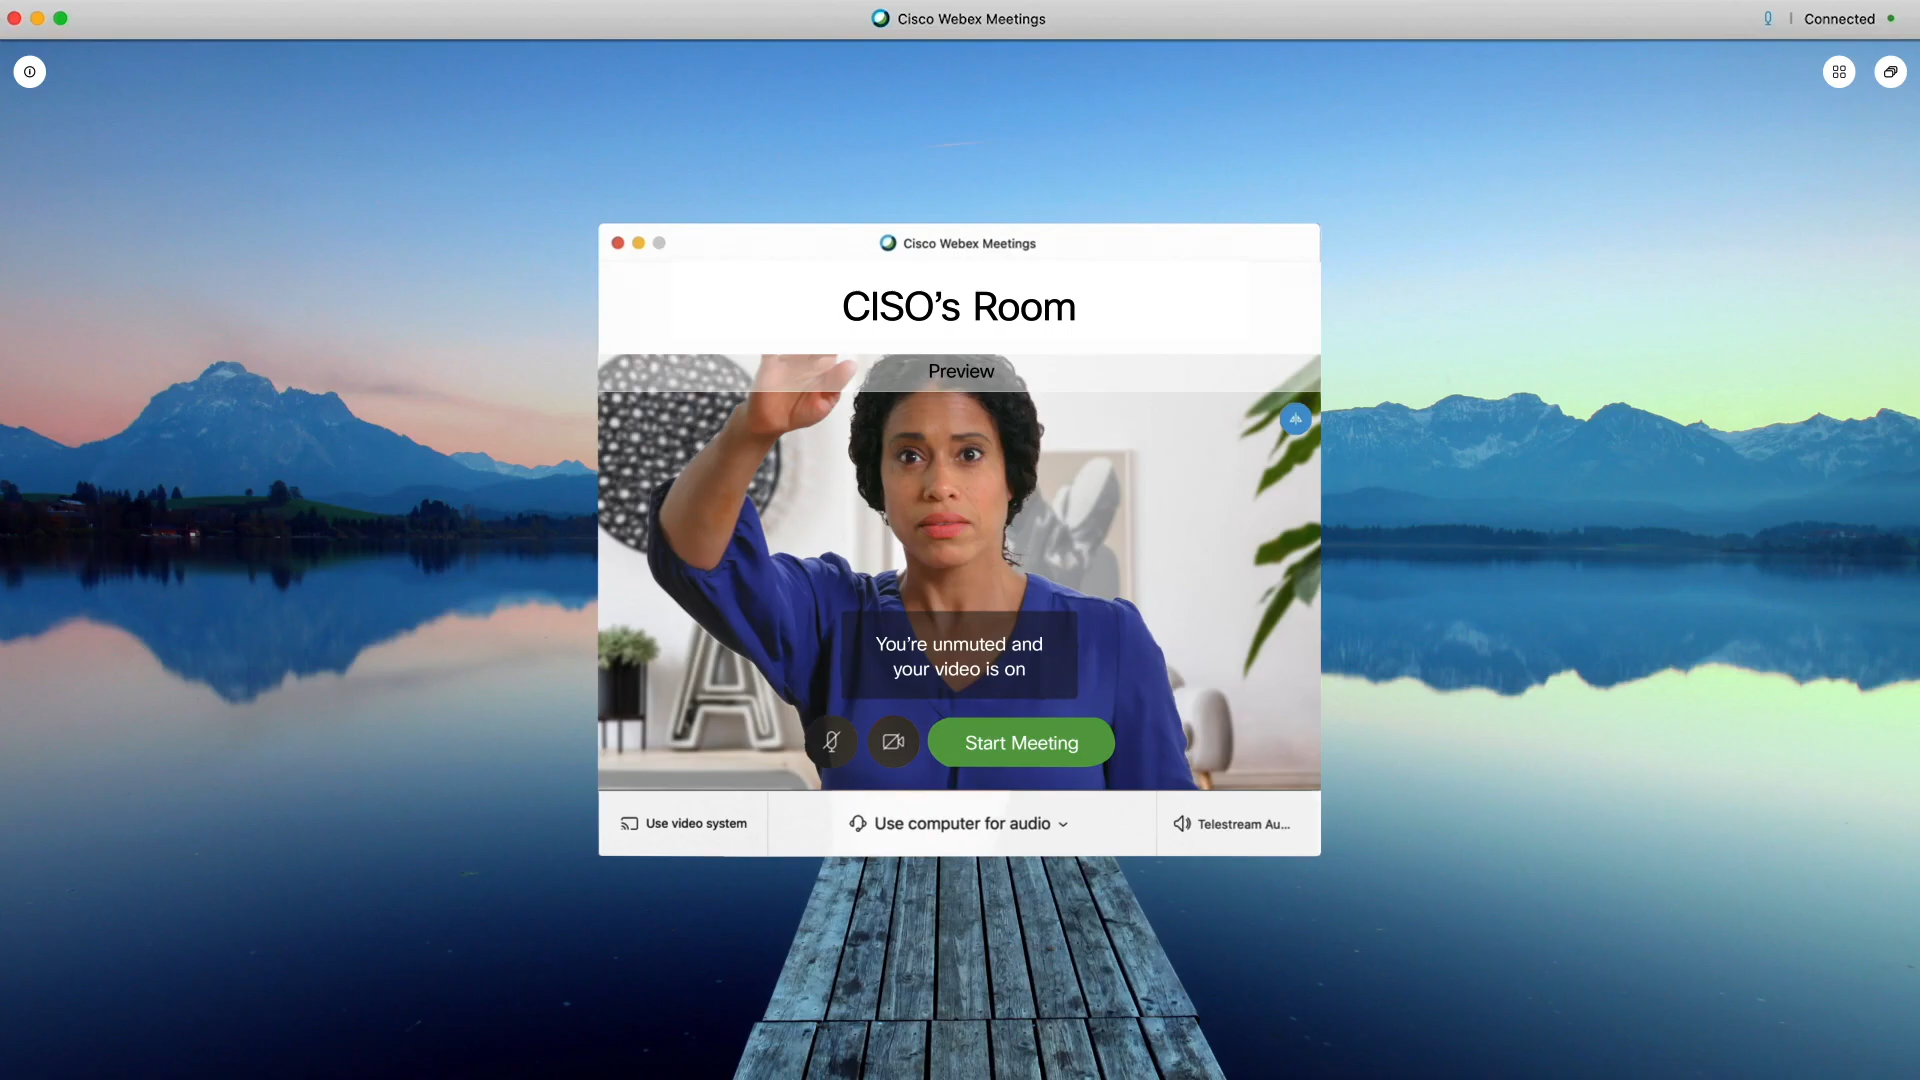 Cisco Webex Meetings
Connected
Cisco Webex Meetings
CISO’s Room
Preview
You’re unmuted and
your video is on
Start Meeting
Use video system
Use computer for audio
Telestream Au...